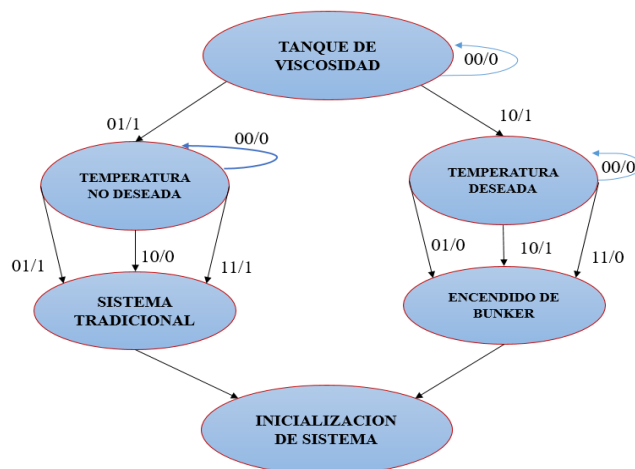 TANQUE DE
VISCOSIDAD
00/0
01/1
10/1
00/0
00/0
TEMPERATURA
NO DESEADA
TEMPERATURA
DESEADA
01/1
10/0
11/1
01/0
10/1
11/0
SISTEMA
TRADICIONAL
ENCENDIDO DE
BUNKER
INICIALIZACION
DE SISTEMA